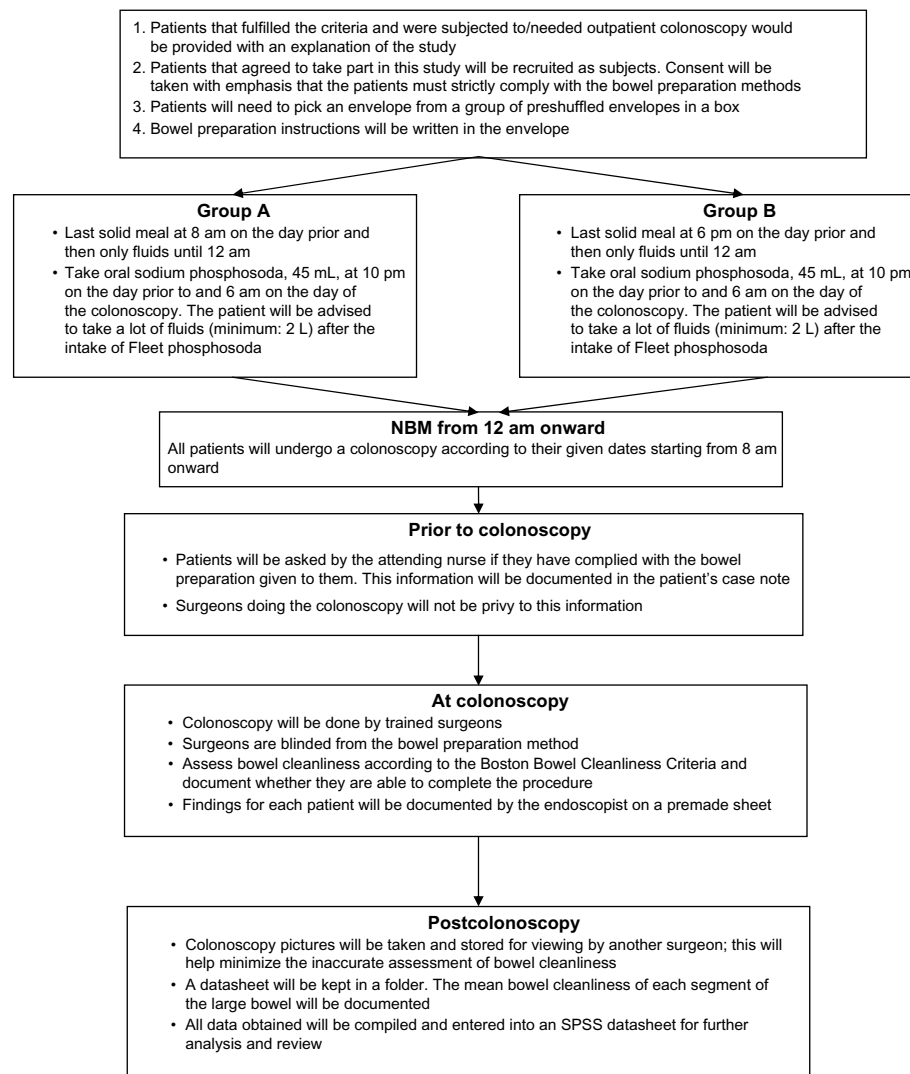 1. Patients that fulfilled the criteria and were subjected to/needed outpatient colonoscopy would
be provided with an explanation of the study
2. Patients that agreed to take part in this study will be recruited as subjects. Consent will be
taken with emphasis that the patients must strictly comply with the bowel preparation methods
3. Patients will need to pick an envelope from a group of preshuffled envelopes in a box
4. Bowel preparation instructions will be written in the envelope
Group A
• Last solid meal at 8 am on the day prior and
then only fluids until 12 am
• Take oral sodium phosphosoda, 45 mL, at 10 pm
on the day prior to and 6 am on the day of
the colonoscopy. The patient will be advised
to take a lot of fluids (minimum: 2 L) after the
intake of Fleet phosphosoda
Group B
• Last solid meal at 6 pm on the day prior and
then only fluids until 12 am
• Take oral sodium phosphosoda, 45 mL, at 10 pm
on the day prior to and 6 am on the day of
the colonoscopy. The patient will be advised
to take a lot of fluids (minimum: 2 L) after the
intake of Fleet phosphosoda
NBM from 12 am onward
All patients will undergo a colonoscopy according to their given dates starting from 8 am
onward
Prior to colonoscopy
• Patients will be asked by the attending nurse if they have complied with the bowel
preparation given to them. This information will be documented in the patient's case note
• Surgeons doing the colonoscopy will not be privy to this information
At colonoscopy
• Colonoscopy will be done by trained surgeons
• Surgeons are blinded from the bowel preparation method
• Assess bowel cleanliness according to the Boston Bowel Cleanliness Criteria and
document whether they are able to complete the procedure
• Findings for each patient will be documented by the endoscopist on a premade sheet
Postcolonoscopy
• Colonoscopy pictures will be taken and stored for viewing by another surgeon; this will
help minimize the inaccurate assessment of bowel cleanliness
• A datasheet will be kept in a folder. The mean bowel cleanliness of each segment of
the large bowel will be documented
• All data obtained will be compiled and entered into an SPSS datasheet for further
analysis and review